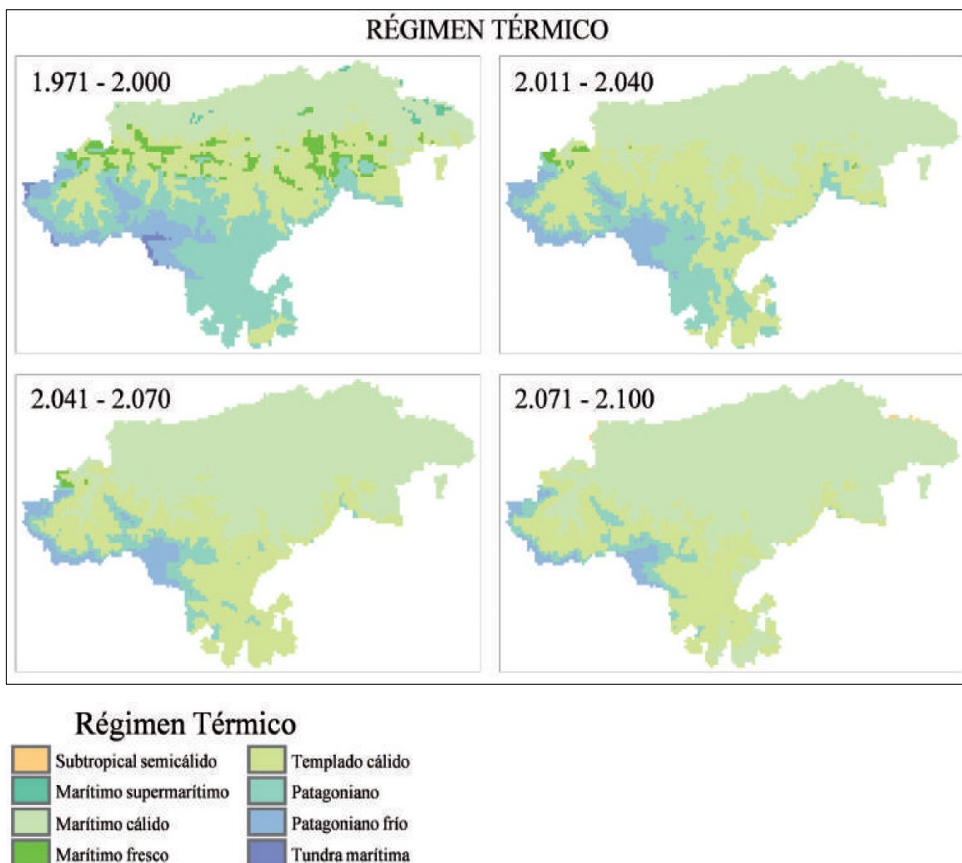 RÉGIMEN TÉRMICO
1.971 - 2.000
2.011 - 2.040
2.041 - 2.070
2.071 - 2.100
Régimen Térmico
Subtropical semicálido
Templado cálido
Marítimo supermarítimo
Patagoniano
Marítimo cálido
Patagoniano frío
Marítimo fresco
Tundra marítima